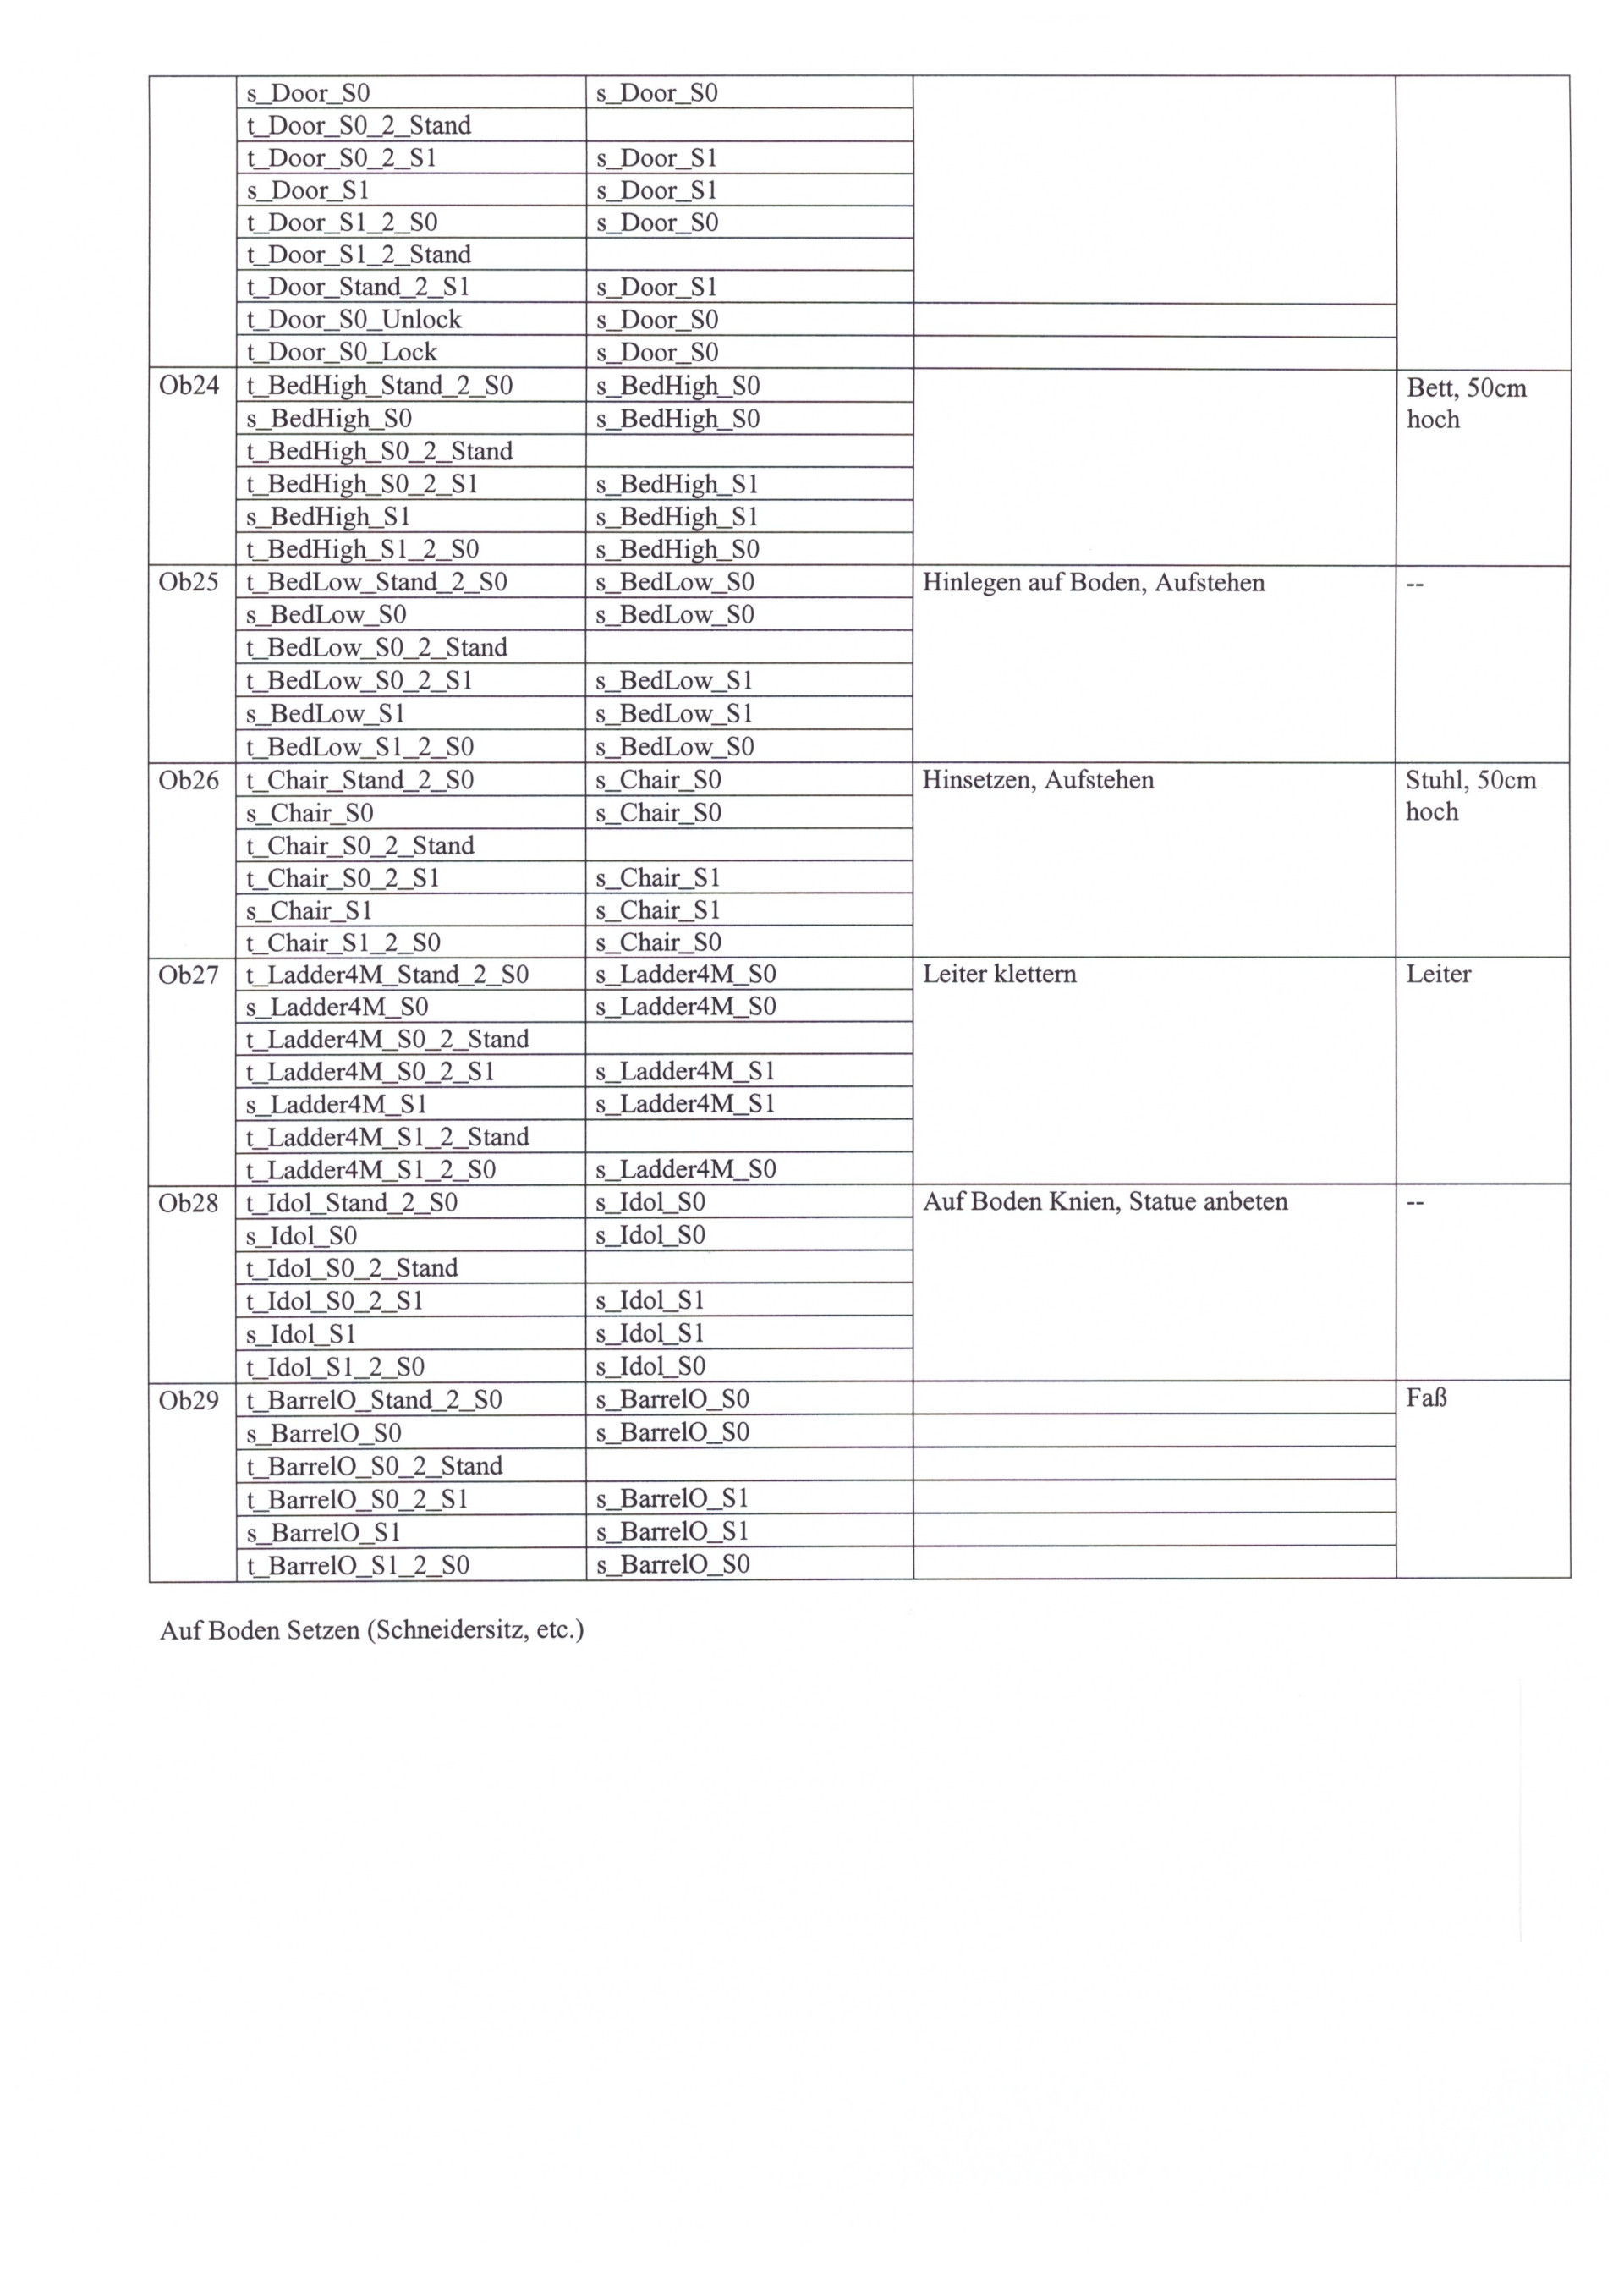 s_Door_S0 s_Door_S0
t_Door_S0_2_Stand
t_Door_S0_2_S1 s_Door_S1
s_Door_S1 s_Door_S1
t_Door_S1_2_S0 s_Door_S0
t_Door_S1_2_Stand
t_Door_Stand_2_S1 s_Door_S1
t_Door_S0_Unlock s_Door_S0
t_Door_S0_Lock s_Door_S0
Ob24 t_BedHigh_Stand_2_S0 s_BedHigh_S0 Bett, 50cm
s_BedHigh_S0 s_BedHigh_S0 hoch
t_BedHigh_S0_2_Stand
t_BedHigh_S0_2_S1 s_BedHigh_S1
s_BedHigh_S1 s_BedHigh_S1
t_BedHigh_S1_2_S0 s_BedHigh_S0
Ob25 t_BedLow_Stand_2_S0 s_BedLow_S0 Hinlegen auf Boden, Aufstehen --
s_BedLow_S0 s_BedLow_S0
t_BedLow_S0_2_Stand
t_BedLow_S0_2_S1 s_BedLow_S1
s_BedLow_S1 s_BedLow_S1
t_BedLow_S1_2_S0 s_BedLow_S0
Ob26 t_Chair_Stand_2_S0 s_Chair_S0 Hinsetzen, Aufstehen Stuhl, 50cm
s_Chair_S0 s_Chair_S0 hoch
t_Chair_S0_2_Stand
t_Chair_S0_2_S1 s_Chair_S1
s_Chair_S1 s_Chair_S1
t_Chair_S1_2_S0 s_Chair_S0
Ob27 t_Ladder4M_Stand_2_S0 s_Ladder4M_S0 Leiter klettern Leiter
s_Ladder4M_S0 s_Ladder4M_S0
t_Ladder4M_S0_2_Stand
t_Ladder4M_S0_2_S1 s_Ladder4M_S1
s_Ladder4M_S1 s_Ladder4M_S1
t_Ladder4M_S1_2_Stand
t_Ladder4M_S1_2_S0 s_Ladder4M_S0
Ob28 t_Idol_Stand_2_S0 s_Idol_S0 Auf Boden Knien, Statue anbeten --
s_Idol_S0 s_Idol_S0
t_Idol_S0_2_Stand
t_Idol_S0_2_S1 s_Idol_S1
s_Idol_S1 s_Idol_S1
t_Idol_S1_2_S0 s_Idol_S0
Ob29 t_BarrelO_Stand_2_S0 s_BarrelO_S0 Faß
s_BarrelO_S0 s_BarrelO_S0
t_BarrelO_S0_2_Stand
t_BarrelO_S0_2_S1 s_BarrelO_S1
s_BarrelO_S1 s_BarrelO_S1
t_BarrelO_S1_2_S0 s_BarrelO_S0
Auf Boden Setzen (Schneidersitz, etc.)